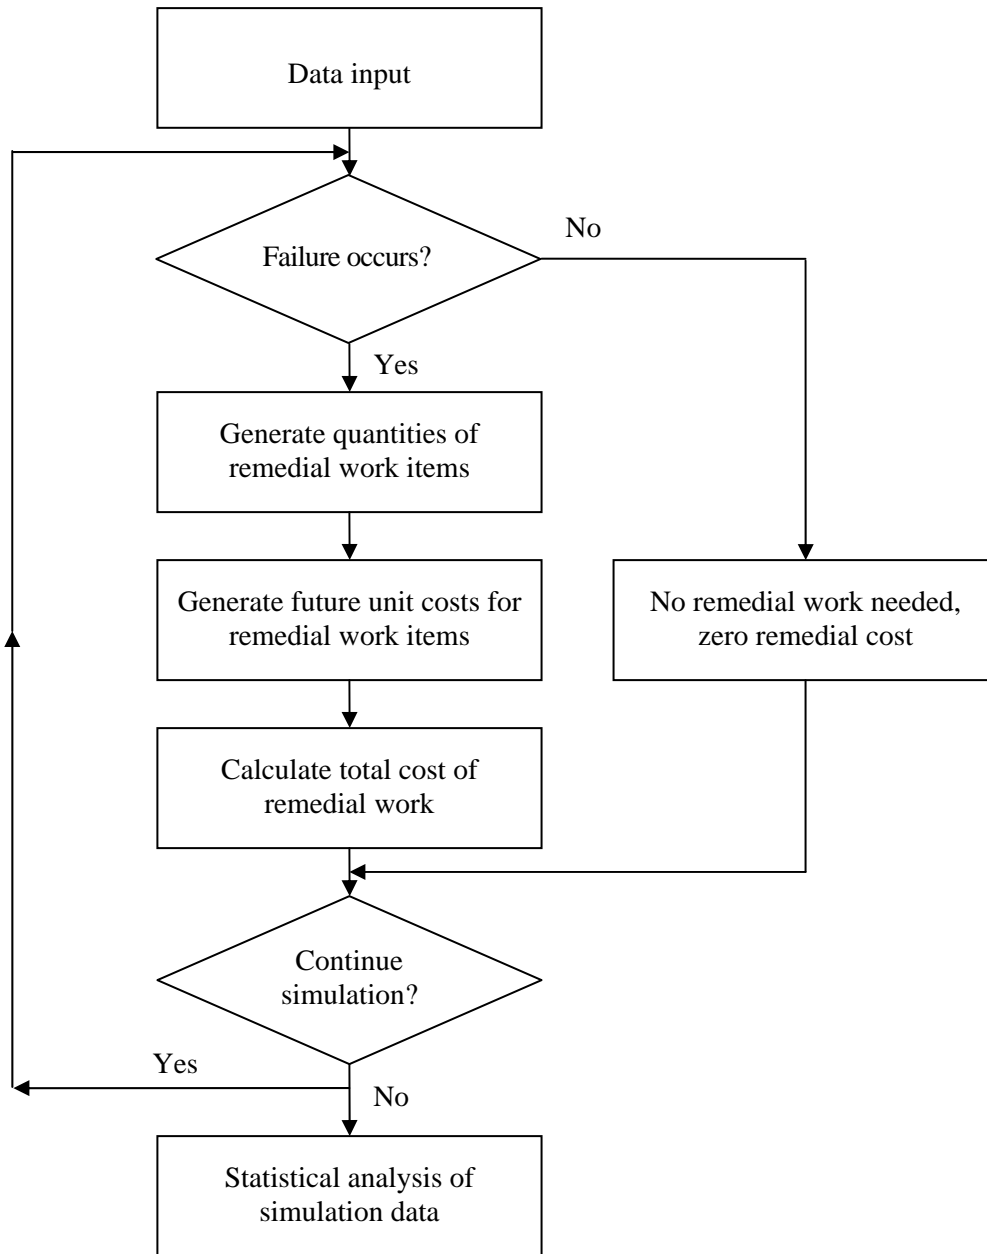 Data input
No
Failure occurs?
Yes
Generate quantities of
remedial work items
Generate future unit costs for
remedial work items
No remedial work needed,
zero remedial cost
Calculate total cost of
remedial work
Continue
simulation?
Yes
No
Statistical analysis of
simulation data